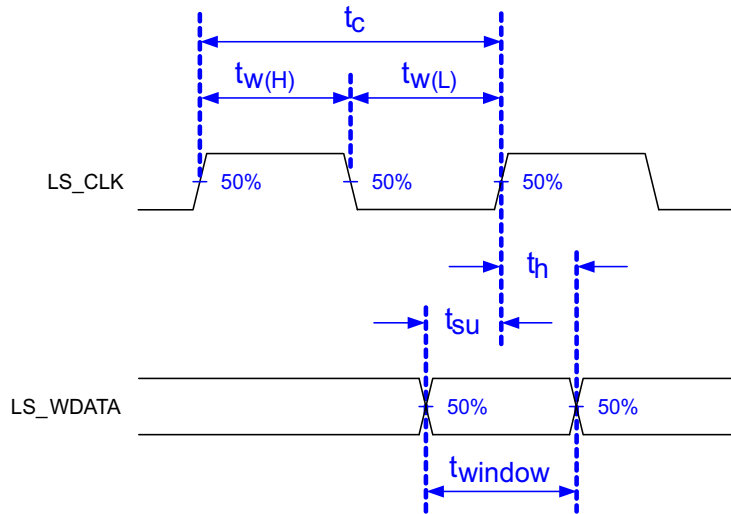 tc
tw(H) tw(L)
LS_CLK 50% 50% 50%
th
tsu
LS_WDATA 50% 50%
twindow